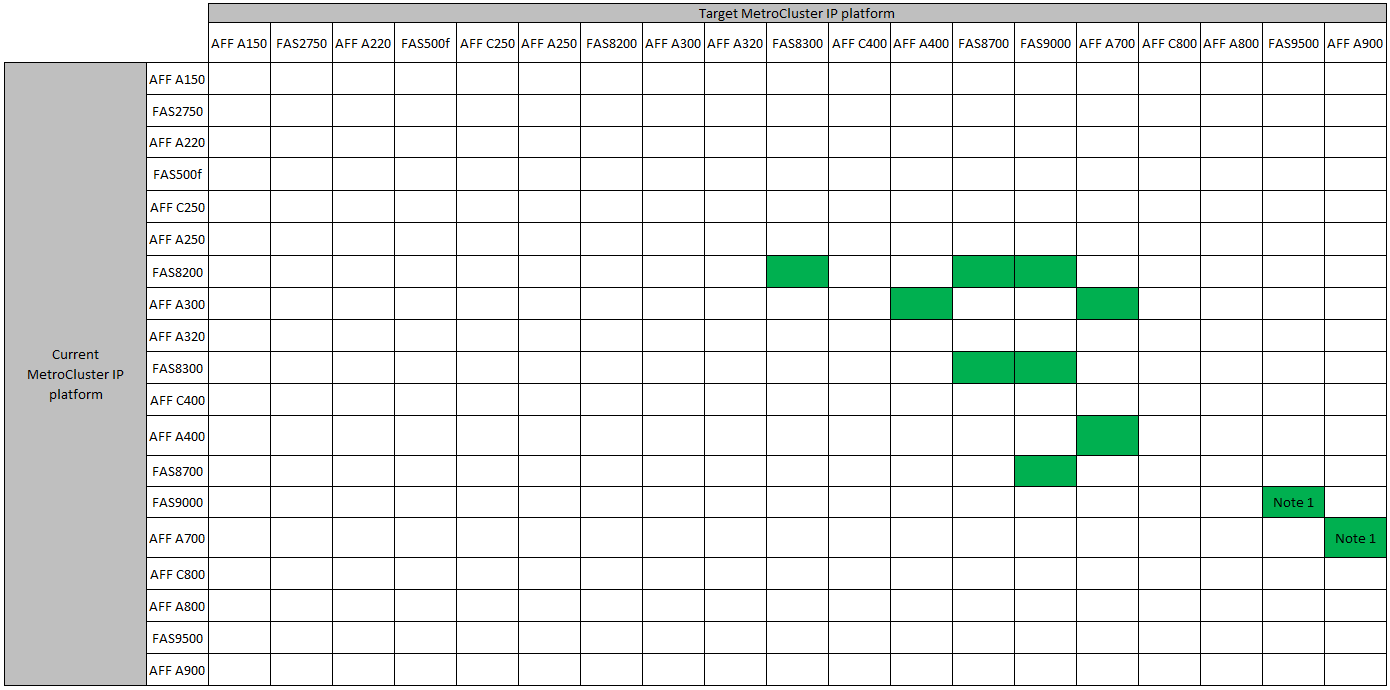 Target MetroCluster IP platform
AFF A150 FAS2750 AFF A220 FAS500f AFF C250 AFF A250 FAS8200 AFF A300 AFF A320 FAS8300 AFF C400 AFF A400 FAS8700 FAS9000 AFF A700 AFF C800 AFF A800 FAS9500 AFF A900
Current
MetroCluster IP
platform
AFF A150
FAS2750
AFF A220
FAS500f
AFF C250
AFF A250
FAS8200
AFF A300
AFF A320
FAS8300
AFF C400
AFF A400
FAS8700
FAS9000 Note 1
AFF A700 Note 1
AFF C800
AFF A800
FAS9500
AFF A900